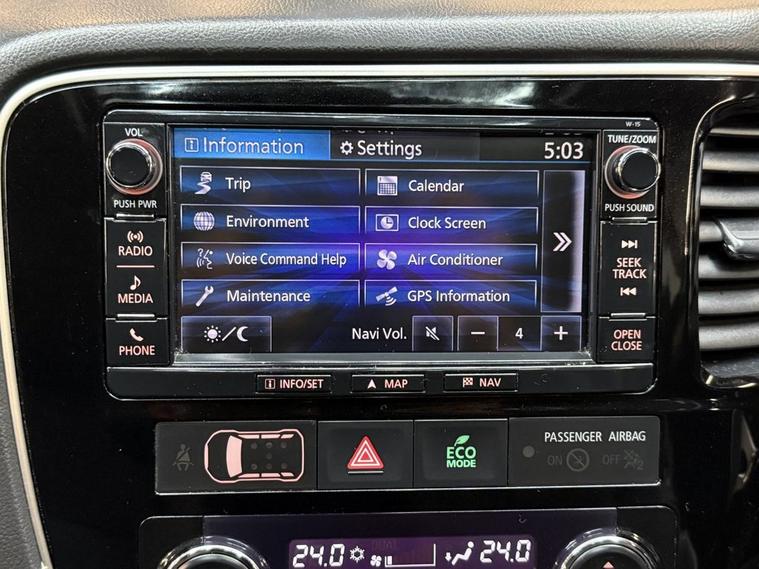 W-15
VOL
PUSH PWR
RADIO
MEDIA
PHONE
Information
Settings
5:03
Trip
Calendar
Environment
Clock Screen
Voice Command Help
Air Conditioner
Maintenance
GPS Information
Navi Vol.
4
TUNE/ZOOM
PUSH SOUND
SEEK
TRACK
OPEN
CLOSE
INFO/SET
MAP
NAV
ECO
MODE
PASSENGER AIRBAG
ON
OFF
24.0
24.0